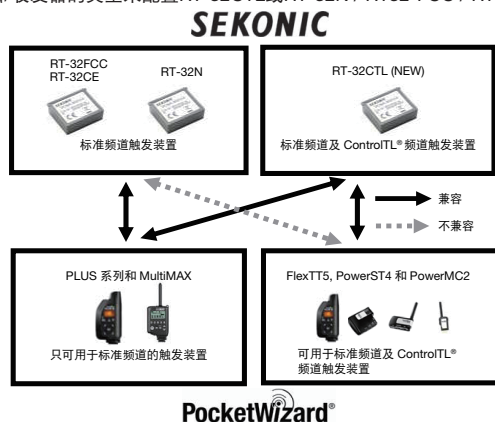 SEKONIC
RT-32FCC
RT-32CE
RT-32N
标准频道触发装置
RT-32CTL (NEW)
标准频道及 ControlTL® 频道触发装置
兼容
不兼容
PLUS 系列和 MultiMAX
只可用于标准频道的触发装置
FlexTT5, PowerST4 和 PowerMC2
可用于标准频道及 ControlTL®
频道触发装置
PocketWizard®